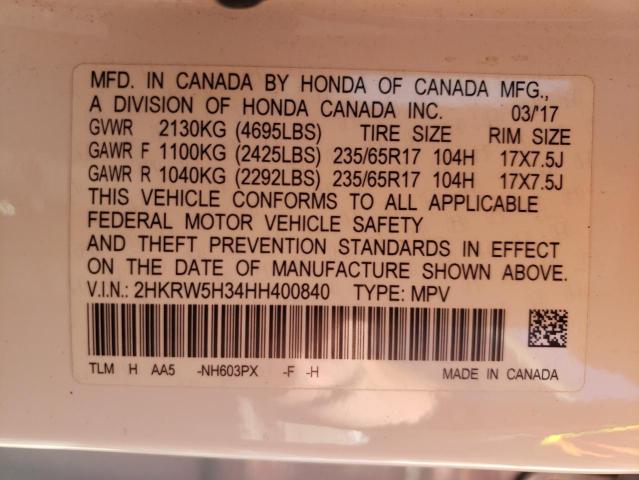 MFD. IN CANADA BY HONDA OF CANADA MFG.,
A DIVISION OF HONDA CANADA INC. 03/'17
GVWR 2130KG (4695LBS) TIRE SIZE RIM SIZE
GAWR F 1100KG (2425LBS) 235/65R17 104H 17X7.5J
GAWR R 1040KG (2292LBS) 235/65R17 104H 17X7.5J
THIS VEHICLE CONFORMS TO ALL APPLICABLE
FEDERAL MOTOR VEHICLE SAFETY
AND THEFT PREVENTION STANDARDS IN EFFECT
ON THE DATE OF MANUFACTURE SHOWN ABOVE.
V.I.N.: 2HKRW5H34HH400840 TYPE: MPV
TLM H AA5 -NH603PX -F -H MADE IN CANADA